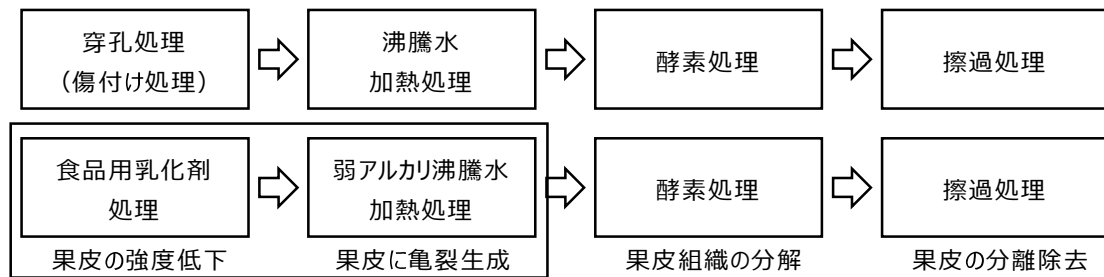 穿孔処理
（傷付け処理）
沸騰水
加熱処理
酵素処理
擦過処理
食品用乳化剤
処理
弱アルカリ沸騰水
加熱処理
酵素処理
擦過処理
果皮の強度低下
果皮に亀裂生成
果皮組織の分解
果皮の分離除去